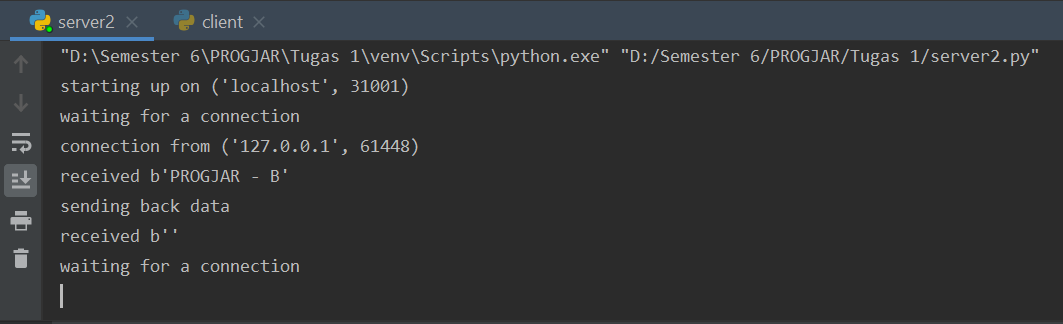 server2 client
"D:\Semester 6\PROGJAR\Tugas 1\venv\Scripts\python.exe" "D:/Semester 6/PROGJAR/Tugas 1/server2.py"
starting up on ('localhost', 31001)
waiting for a connection
connection from ('127.0.0.1', 61448)
received b'PROGJAR - B'
sending back data
received b''
waiting for a connection